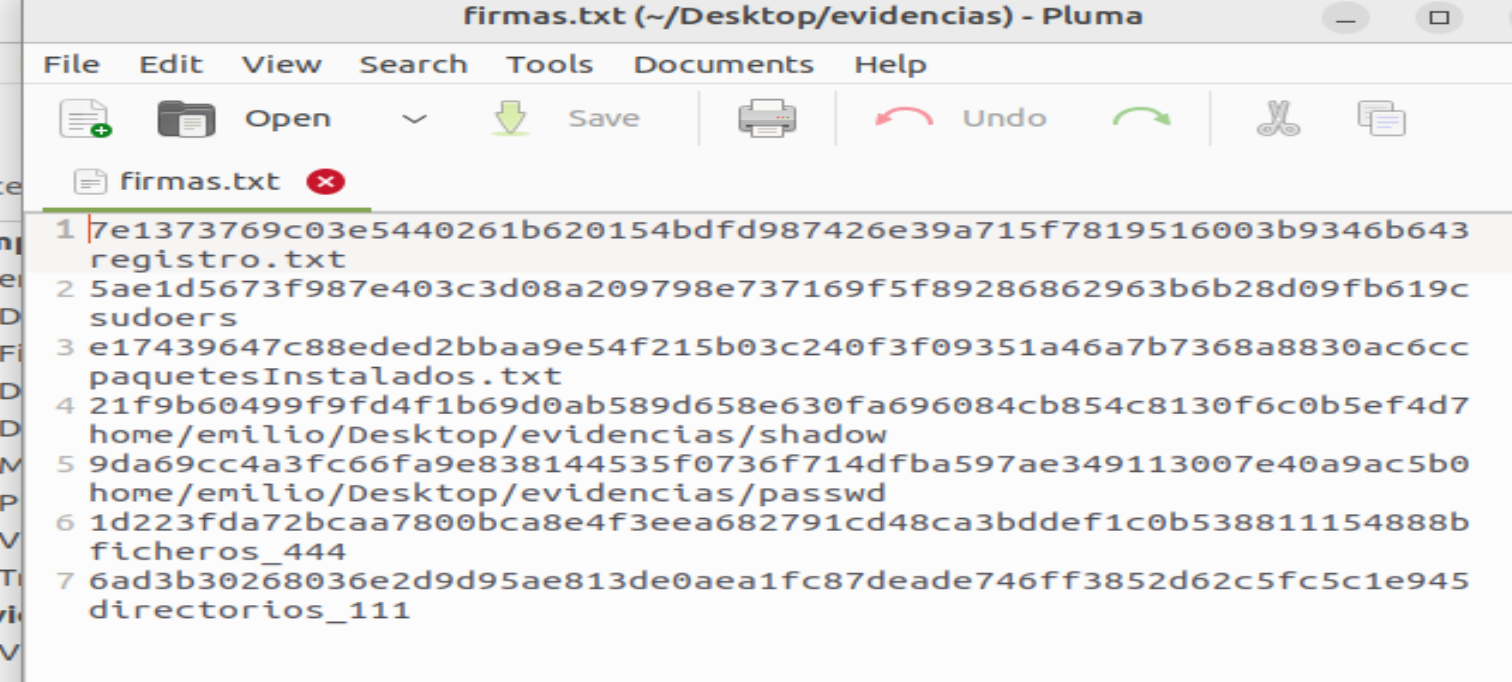 firmas.txt (~/Desktop/evidencias) - Pluma
File Edit View Search Tools Documents Help
Open Save Undo
firmas.txt
1 7e1373769c03e5440261b620154bdfd987426e39a715f7819516003b9346b643
registro.txt
2 5ae1d5673f987e403c3d08a209798e737169f5f89286862963b6b28d09fb619c
sudoers
3 e17439647c88eded2bbaa9e54f215b03c240f3f09351a46a7b7368a8830ac6cc
paquetesInstalados.txt
4 21f9b60499f9fd4f1b69d0ab589d658e630fa696084cb854c8130f6c0b5ef4d7
home/emilio/Desktop/evidencias/shadow
5 9da69cc4a3fc66fa9e838144535f0736f714dfba597ae349113007e40a9ac5b0
home/emilio/Desktop/evidencias/passwd
6 1d223fda72bcaa7800bca8e4f3eea682791cd48ca3bddef1c0b538811154888b
ficheros_444
7 6ad3b30268036e2d9d95ae813de0aea1fc87deade746ff3852d62c5fc5c1e945
directorios_111